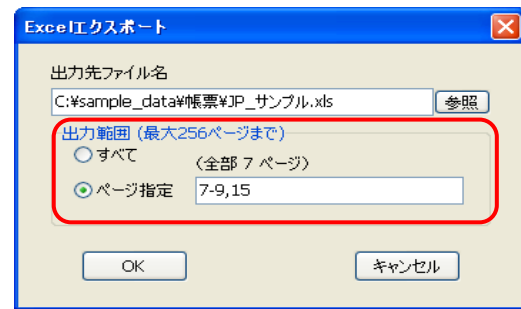 Excelエクスポート
出力先ファイル名
C:¥sample_data¥帳票¥JP_サンプル.xls 参照
出力範囲 (最大256ページまで)
すべて (全部 7 ページ)
ページ指定 7-9,15
OK キャンセル